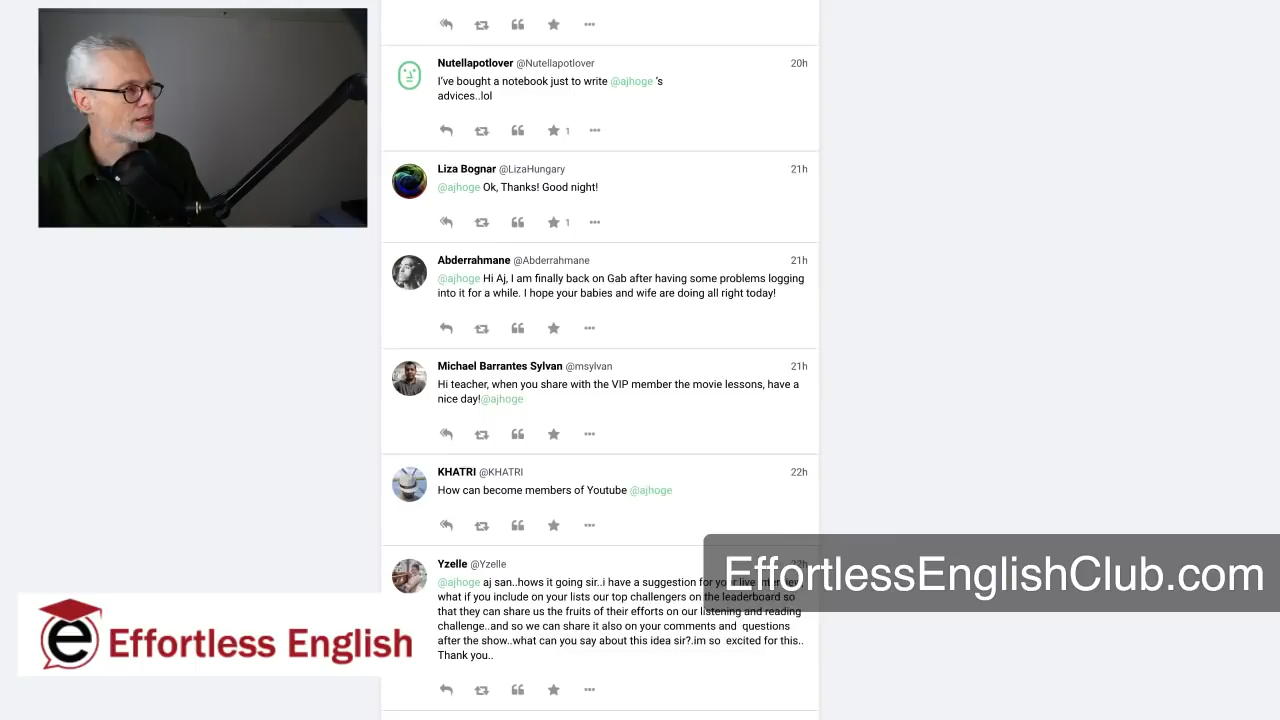 Nutellapotlover @Nutellapotlover 20h
I've bought a notebook just to write @ajhoge 's
advices..lol
1
Liza Bognar @LizaHungary 21h
@ajhoge Ok, Thanks! Good night!
1
Abderrahmane @Abderrahmane 21h
@ajhoge Hi Aj, I am finally back on Gab after having some problems logging
into it for a while. I hope your babies and wife are doing all right today!
Michael Barrantes Sylvan @msylvan 21h
Hi teacher, when you share with the VIP member the movie lessons, have a
nice day!@ajhoge
KHATRI @KHATRI 22h
How can become members of Youtube @ajhoge
Yzelle @Yzelle 22h
@ajhoge aj san..hows it going sir..i have a suggestion for your live interview
what if you include on your lists our top challengers on the leaderboard so
that they can share us the fruits of their efforts on our listening and reading
challenge..and so we can share it also on your comments and questions
after the show..what can you say about this idea sir?.im so excited for this..
Thank you..
EffortlessEnglishClub.com
e Effortless English